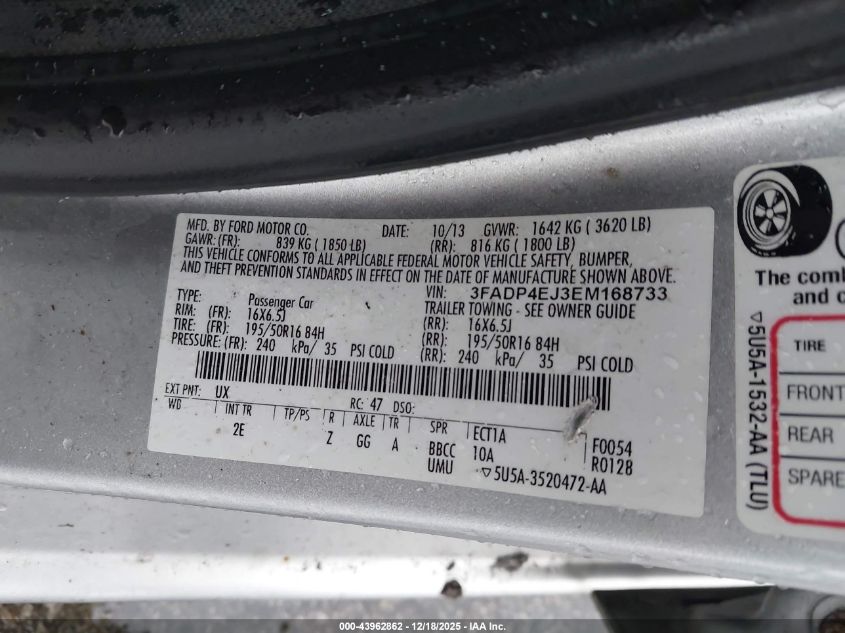 MFD. BY FORD MOTOR CO. DATE: 10/13 GVWR: 1642 KG ( 3620 LB)
GAWR: (FR): 839 KG ( 1850 LB) (RR): 816 KG ( 1800 LB)
THIS VEHICLE CONFORMS TO ALL APPLICABLE FEDERAL MOTOR VEHICLE SAFETY, BUMPER,
AND THEFT PREVENTION STANDARDS IN EFFECT ON THE DATE OF MANUFACTURE SHOWN ABOVE.
VIN: 3FADP4EJ3EM168733
TYPE: Passenger Car TRAILER TOWING - SEE OWNER GUIDE
RIM: (FR): 16X6.5J (RR): 16X6.5J
TIRE: (FR): 195/50R16 84H (RR): 195/50R16 84H
PRESSURE: (FR): 240 kPa/ 35 PSI COLD (RR): 240 kPa/ 35 PSI COLD
EXT PNT: UX RC: 47 DSO:
WB INT TR TP/PS R AXLE TR SPR ECT1A F0054
2E Z GG A BBCC 10A R0128
UMU ▽5U5A-3520472-AA
The comb
and c
TIRE
FRONT
REAR
SPARE
▽5U5A-1532-AA (TLU)
000-43962862 - 12/18/2025 - IAA Inc.